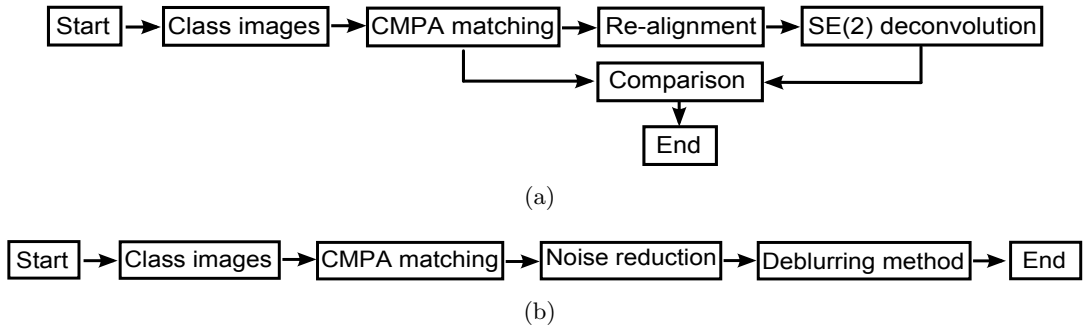 Start
Class images
CMPA matching
Re-alignment
SE(2) deconvolution
Comparison
End
(a)
Start
Class images
CMPA matching
Noise reduction
Deblurring method
End
(b)